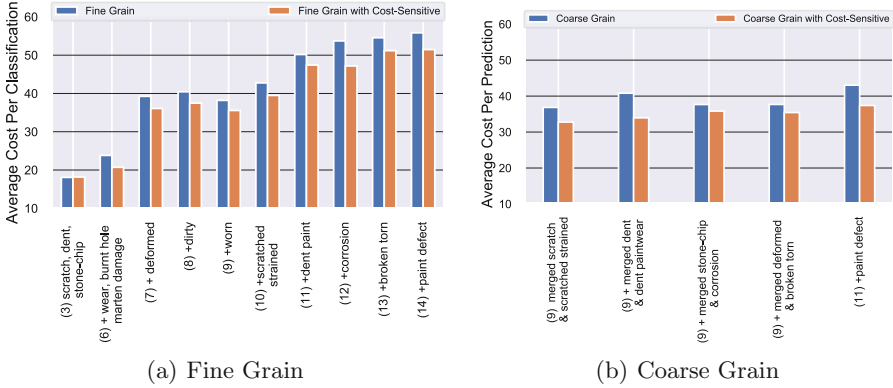 Fine Grain
Fine Grain with Cost-Sensitive
Average Cost Per Classification
60
50
40
30
20
10
(3) scratch, dent,
stone-chip
(6) + wear, burnt hole
marten damage
(7) + deformed
(8) +dirty
(9) +worn
(10) +scratched
strained
(11) +dent paint
(12) +corrosion
(13) +broken torn
(14) +paint defect
(a) Fine Grain
Coarse Grain
Coarse Grain with Cost-Sensitive
Average Cost Per Prediction
60
50
40
30
20
10
(9) merged scratch
& scratched strained
(9) + merged dent
& dent paintwear
(9) + merged stone-chip
& corrosion
(9) + merged deformed
& broken torn
(11) +paint defect
(b) Coarse Grain